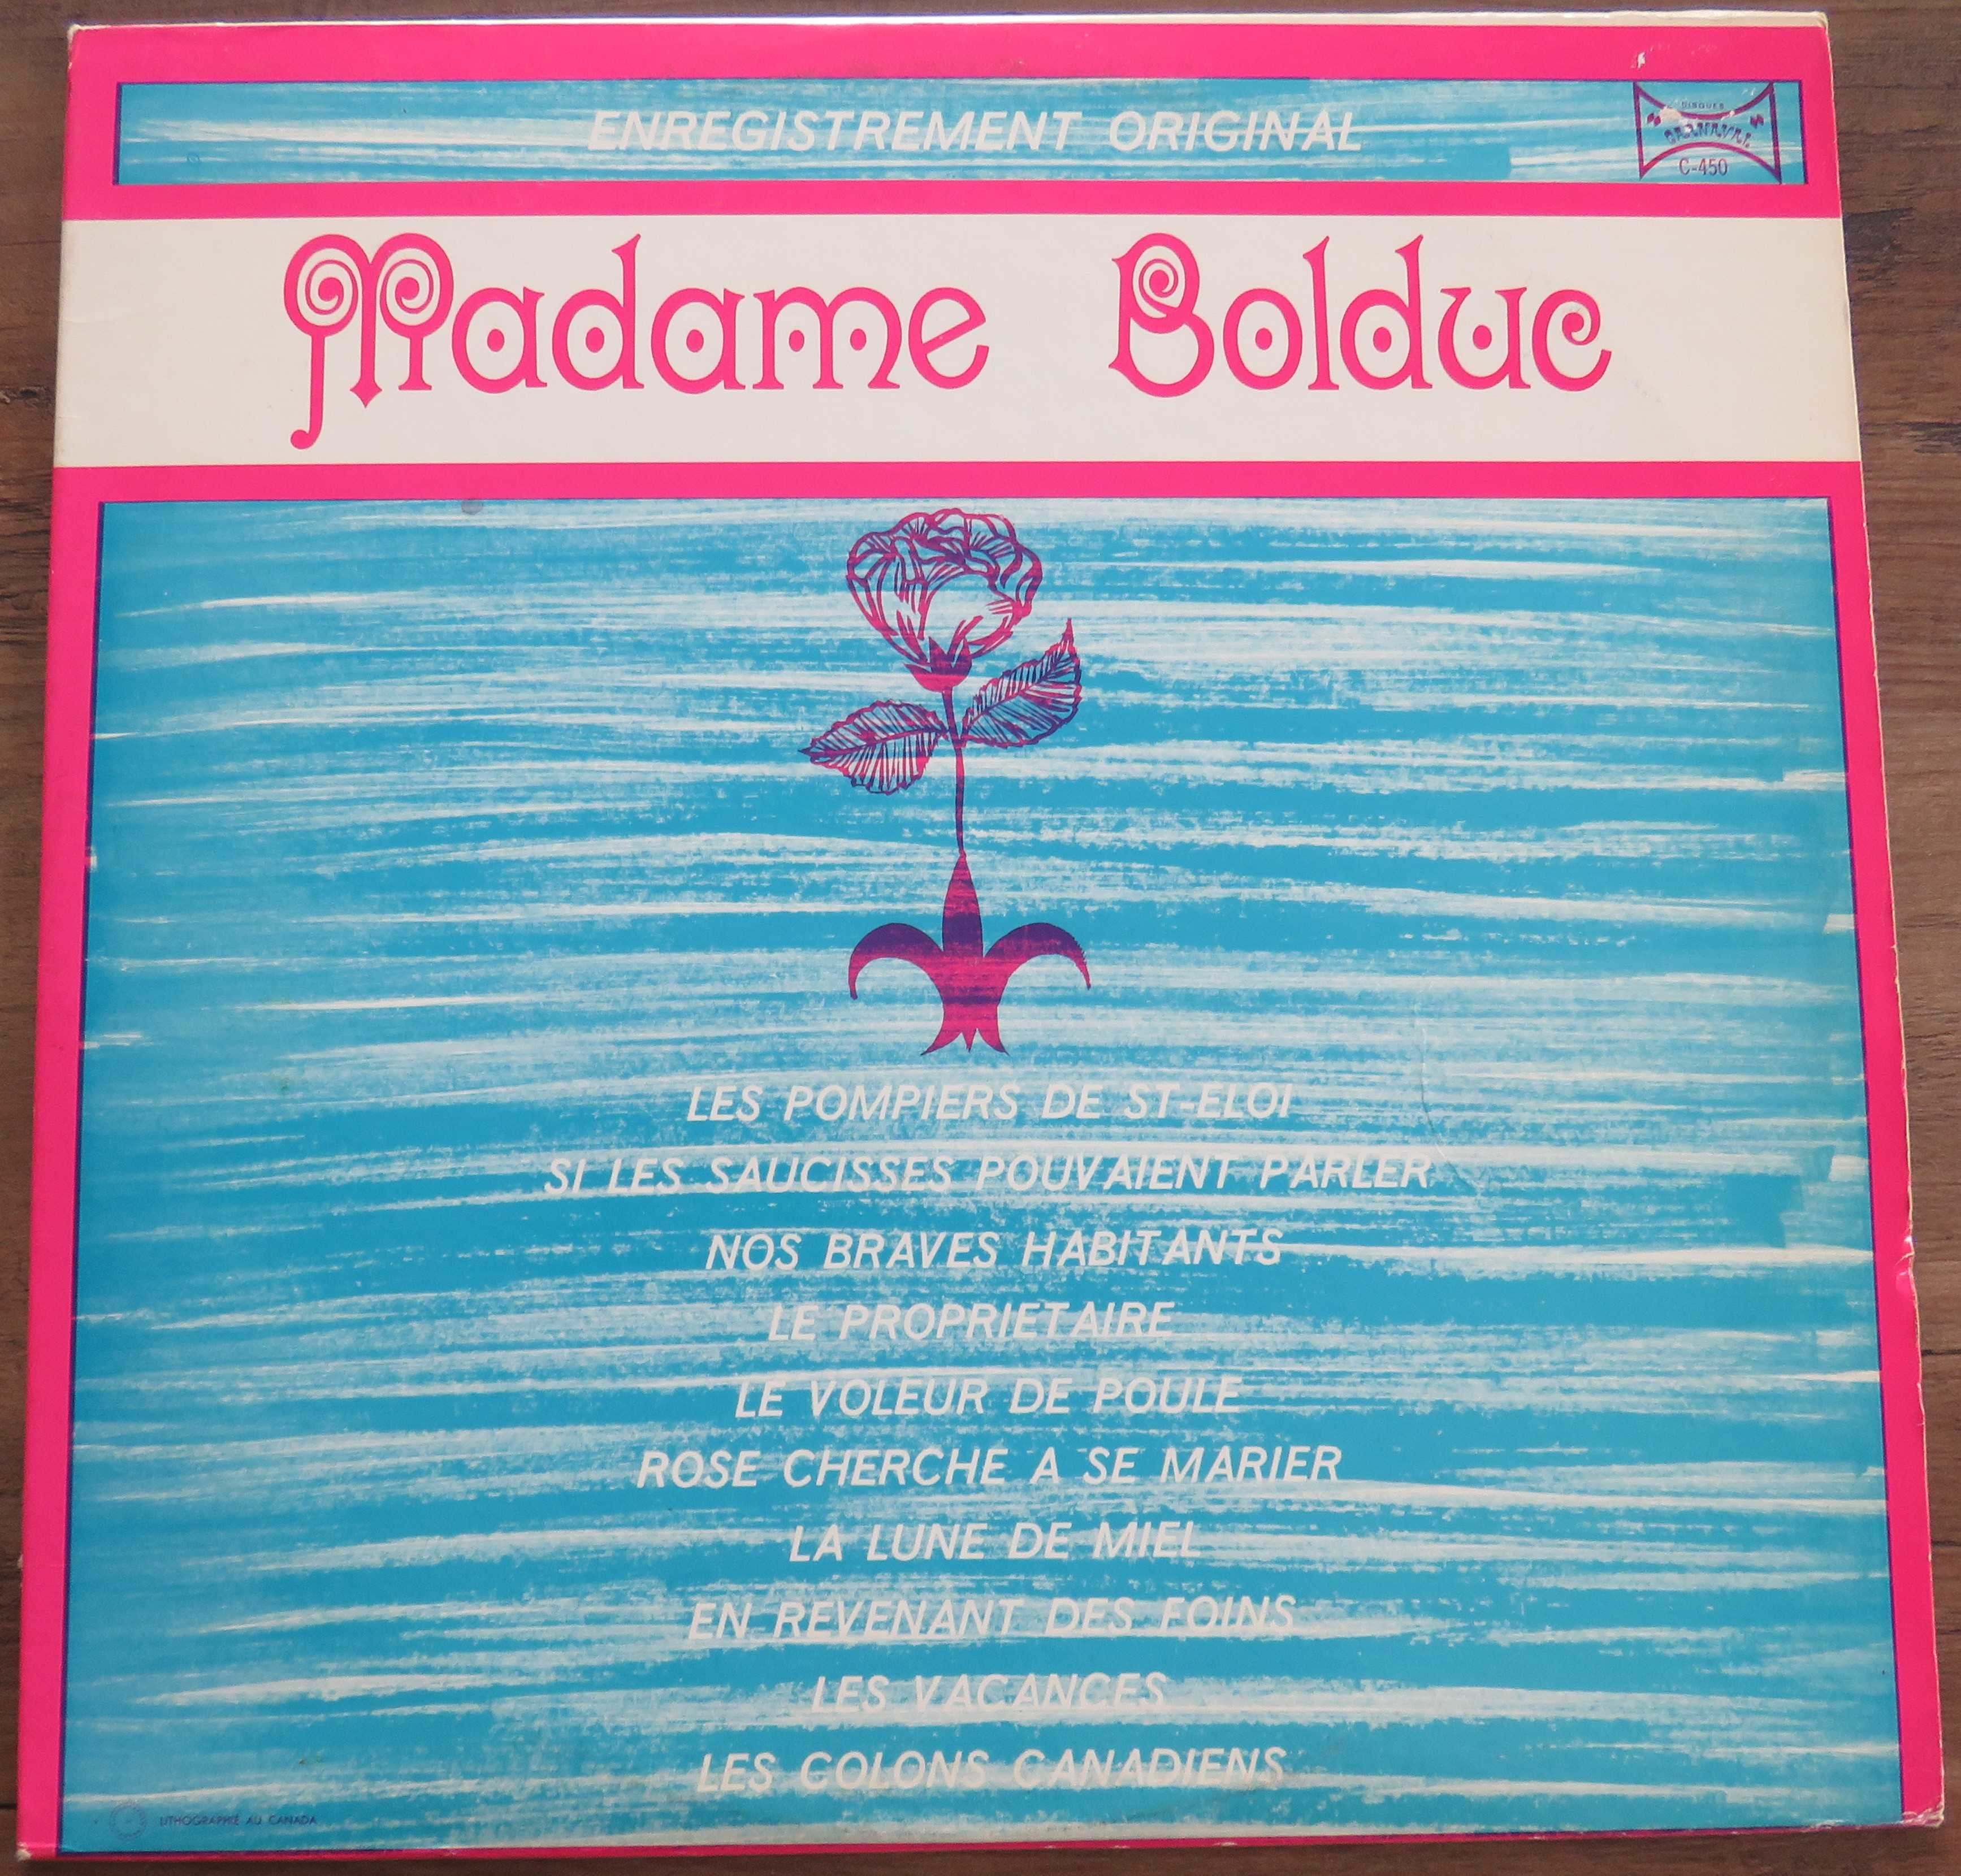 ENREGISTREMENT ORIGINAL
DISQUES
C-450
Madame Bolduc
LES POMPIERS DE ST-ELOI
SI LES SAUCISSES POUVAIENT PARLER
NOS BRAVES HABITANTS
LE PROPRIETAIRE
LE VOLEUR DE POULE
ROSE CHERCHE A SE MARIER
LA LUNE DE MIEL
EN REVENANT DES FOINS
LES VACANCES
LES COLONS CANADIENS
LITHOGRAPHIE AU CANADA